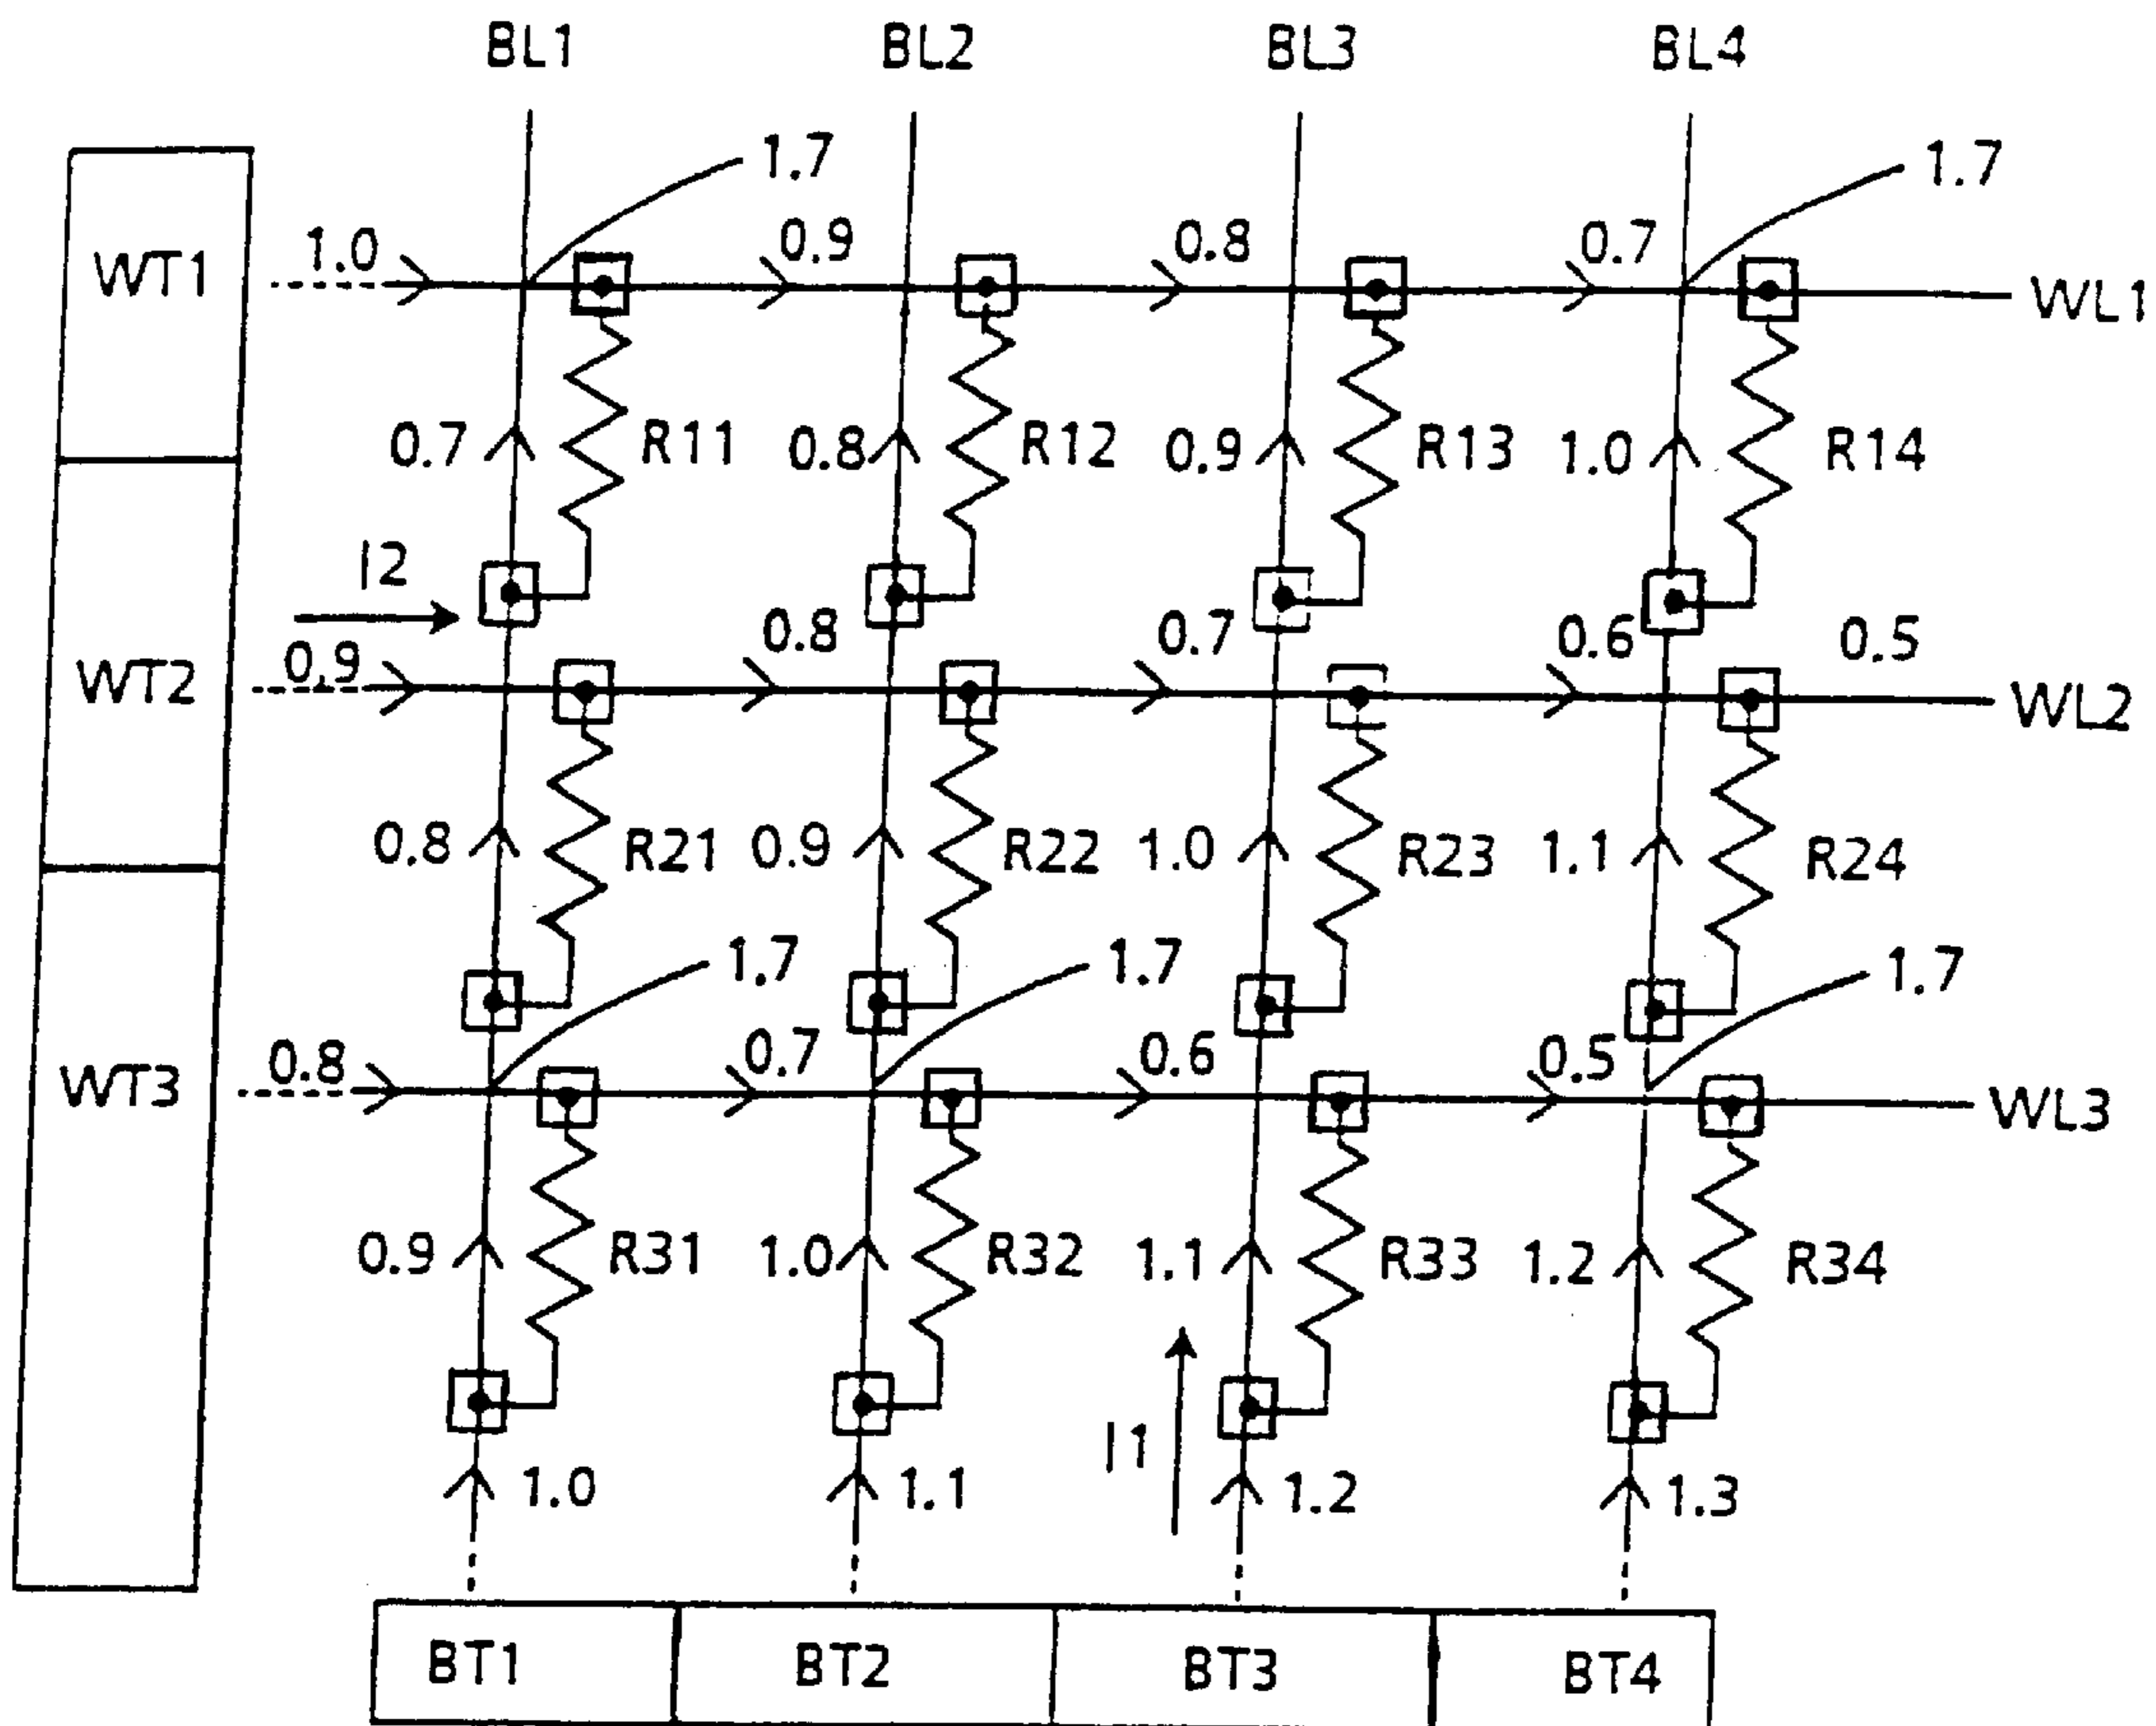 BL1 BL2 BL3 BL4
1.7 1.7
WT1 1.0 0.9 0.8 0.7 WL1
0.7 R11 0.8 R12 0.9 R13 1.0 R14
I2
WT2 0.9 0.8 0.7 0.6 0.5 WL2
0.8 R21 0.9 R22 1.0 R23 1.1 R24
1.7 1.7 1.7
WT3 0.8 0.7 0.6 0.5 WL3
0.9 R31 1.0 R32 1.1 R33 1.2 R34
I1
1.0 1.1 1.2 1.3
BT1 BT2 BT3 BT4